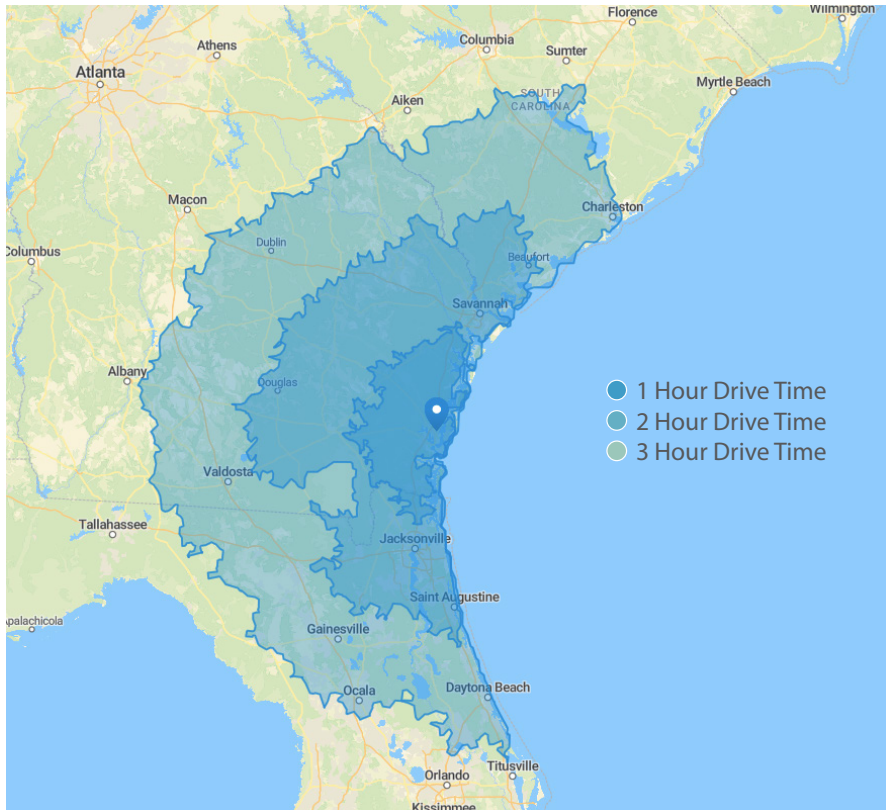 Wilmington
Florence
Athens
Columbia
Sumter
Atlanta
Myrtle Beach
SOUTH
CAROLINA
Aiken
Macon
Charleston
Dublin
Columbus
Beaufort
Savannah
Albany
Douglas
1 Hour Drive Time
2 Hour Drive Time
3 Hour Drive Time
Valdosta
Tallahassee
Jacksonville
Saint Augustine
Apalachicola
Gainesville
Ocala
Daytona Beach
Titusville
Orlando
Kissimmee